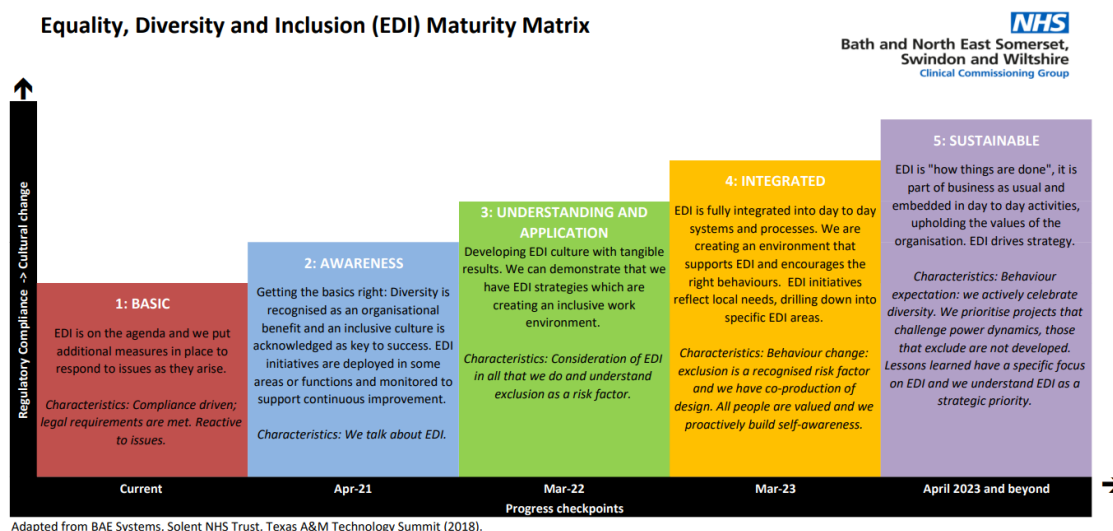 Equality, Diversity and Inclusion (EDI) Maturity Matrix
NHS
Bath and North East Somerset,
Swindon and Wiltshire
Clinical Commissioning Group
Regulatory Compliance -> Cultural change
1: BASIC
EDI is on the agenda and we put
additional measures in place to
respond to issues as they arise.
Characteristics: Compliance driven;
legal requirements are met. Reactive
to issues.
2: AWARENESS
Getting the basics right: Diversity is
recognised as an organisational
benefit and an inclusive culture is
acknowledged as key to success. EDI
initiatives are deployed in some
areas or functions and monitored to
support continuous improvement.
Characteristics: We talk about EDI.
3: UNDERSTANDING AND
APPLICATION
Developing EDI culture with tangible
results. We can demonstrate that we
have EDI strategies which are
creating an inclusive work
environment.
Characteristics: Consideration of EDI
in all that we do and understand
exclusion as a risk factor.
4: INTEGRATED
EDI is fully integrated into day to day
systems and processes. We are
creating an environment that
supports EDI and encourages the
right behaviours. EDI initiatives
reflect local needs, drilling down into
specific EDI areas.
Characteristics: Behaviour change:
exclusion is a recognised risk factor
and we have co-production of
design. All people are valued and we
proactively build self-awareness.
5: SUSTAINABLE
EDI is "how things are done", it is
part of business as usual and
embedded in day to day activities,
upholding the values of the
organisation. EDI drives strategy.
Characteristics: Behaviour
expectation: we actively celebrate
diversity. We prioritise projects that
challenge power dynamics, those
that exclude are not developed.
Lessons learned have a specific focus
on EDI and we understand EDI as a
strategic priority.
Current
Apr-21
Mar-22
Mar-23
April 2023 and beyond
Progress checkpoints
Adapted from BAE Systems, Solent NHS Trust, Texas A&M Technology Summit (2018).